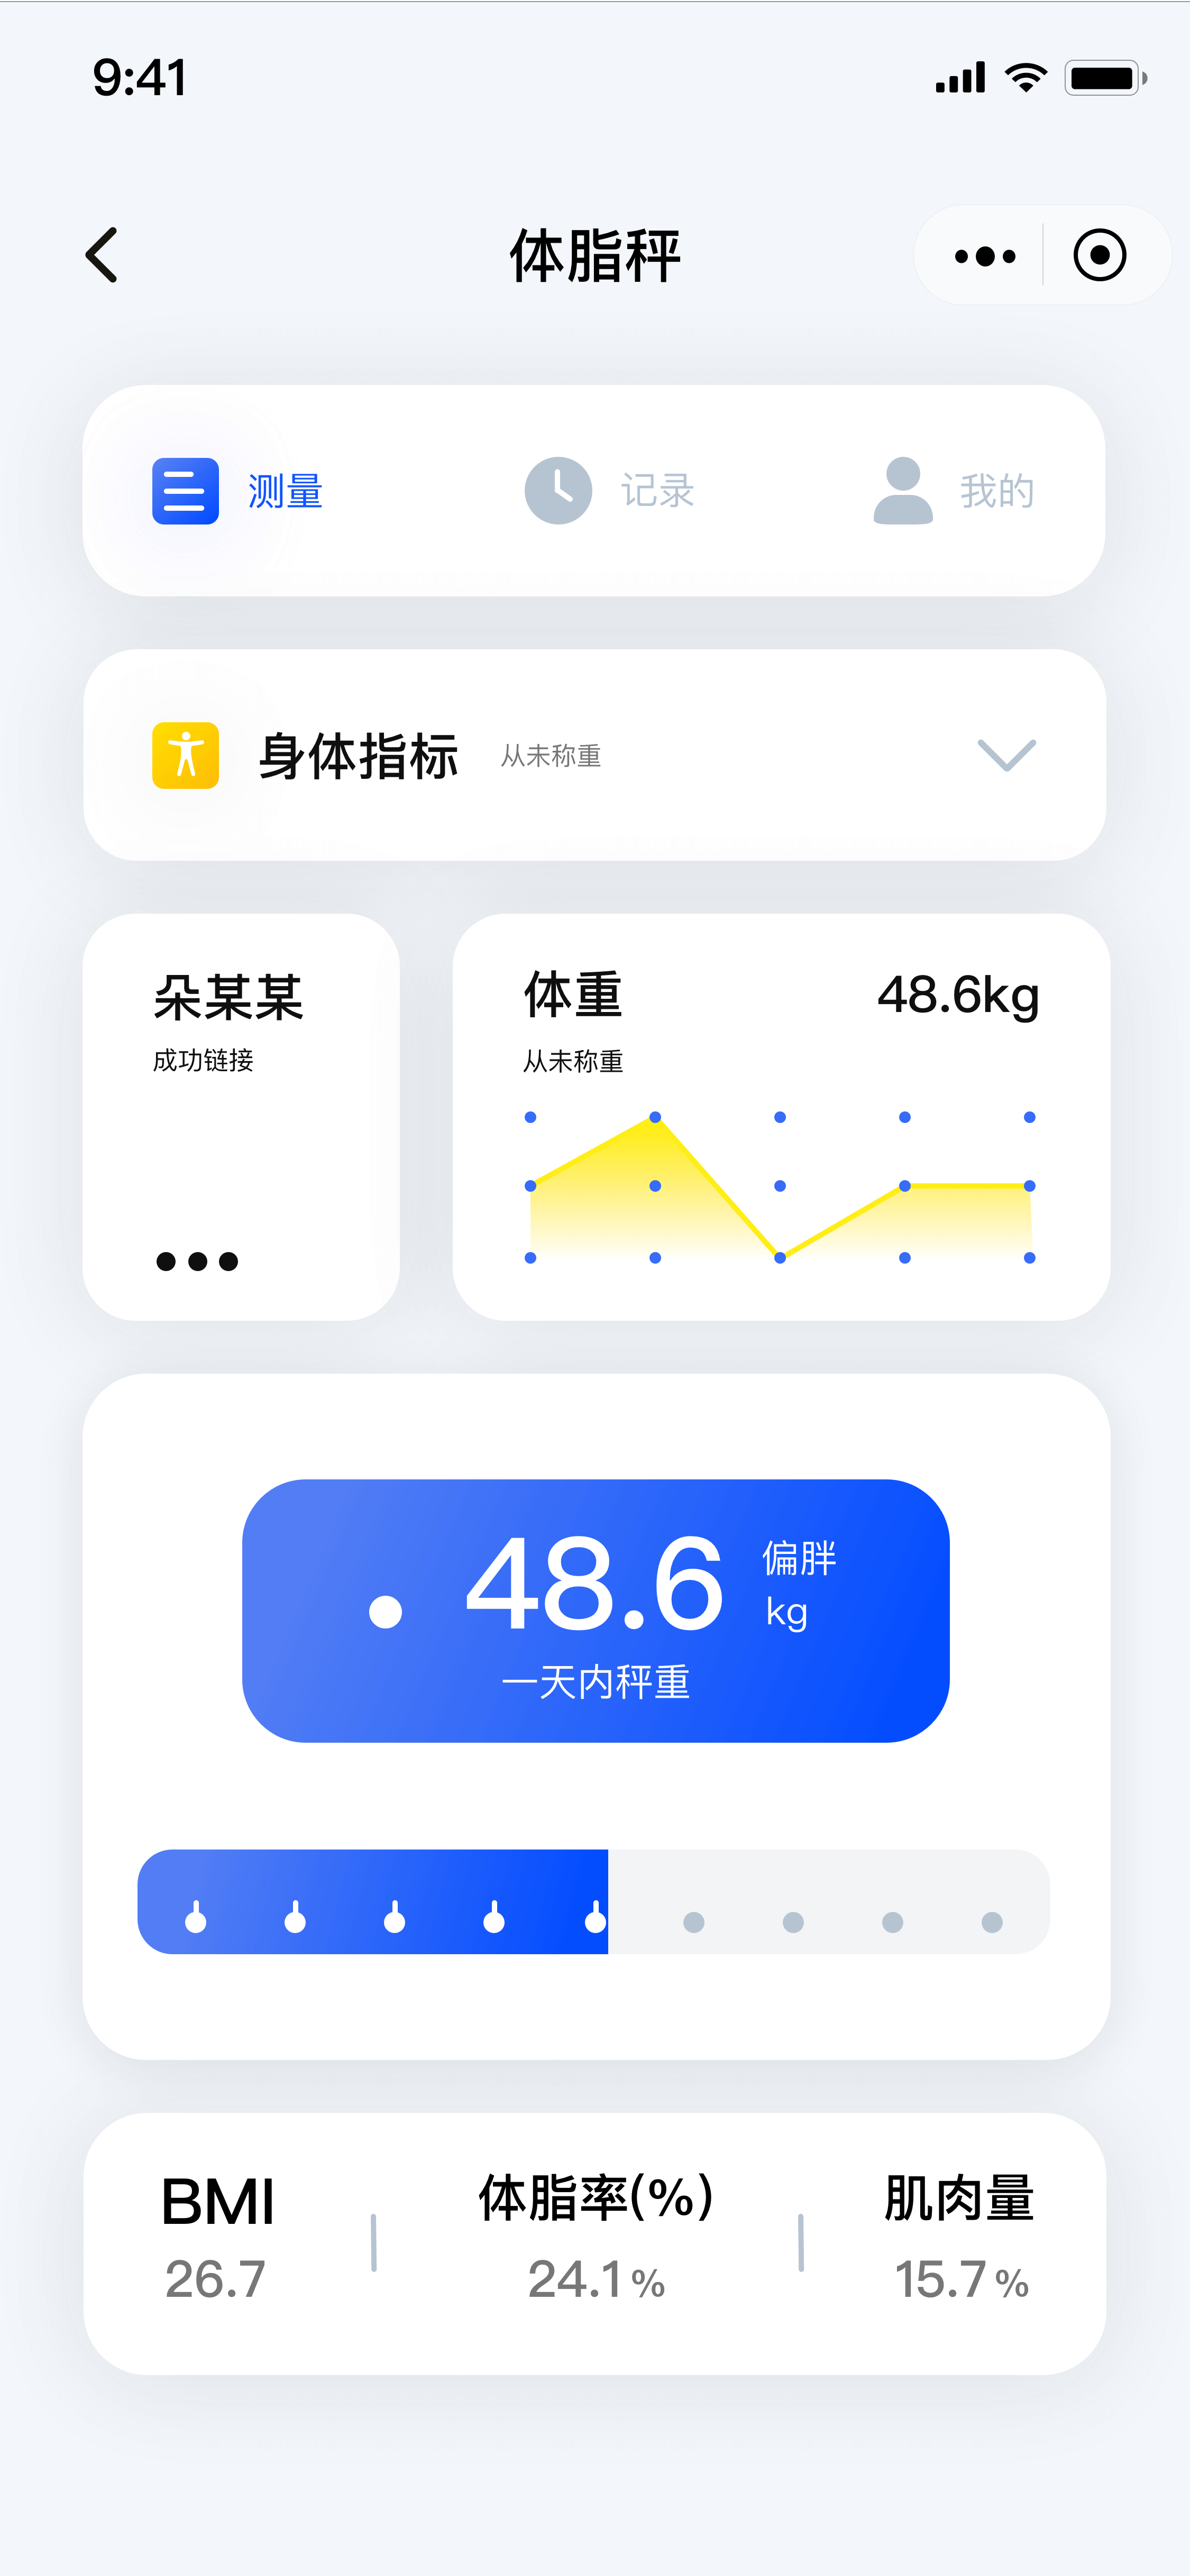 9:41
体脂秤
测量
记录
我的
身体指标 从未称重
朵某某
成功链接
体重 48.6kg
从未称重
48.6 偏胖
kg
一天内秤重
BMI 体脂率(%) 肌肉量
26.7 24.1% 15.7%